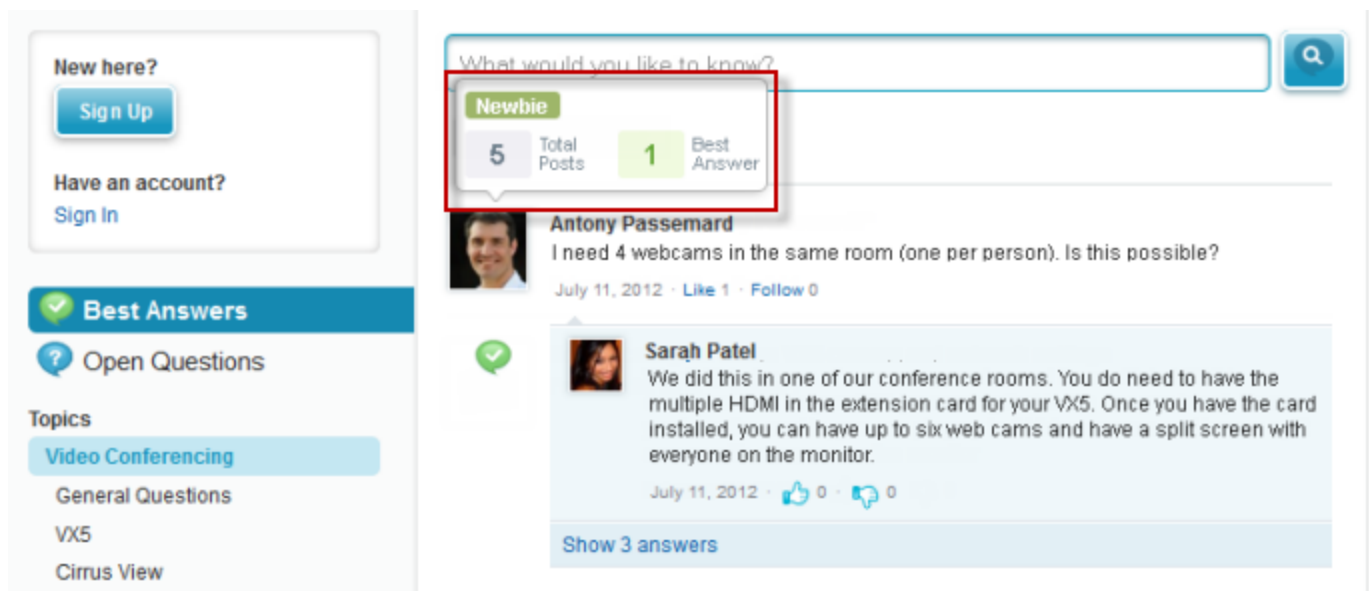 New here?
Sign Up
Have an account?
Sign In
Best Answers
Open Questions
Topics
Video Conferencing
General Questions
VX5
Cirrus View
What would you like to know?
Newbie
5 Total Posts 1 Best Answer
Antony Passemard
I need 4 webcams in the same room (one per person). Is this possible?
July 11, 2012 · Like 1 · Follow 0
Sarah Patel
We did this in one of our conference rooms. You do need to have the
multiple HDMI in the extension card for your VX5. Once you have the card
installed, you can have up to six web cams and have a split screen with
everyone on the monitor.
July 11, 2012 · 0 · 0
Show 3 answers